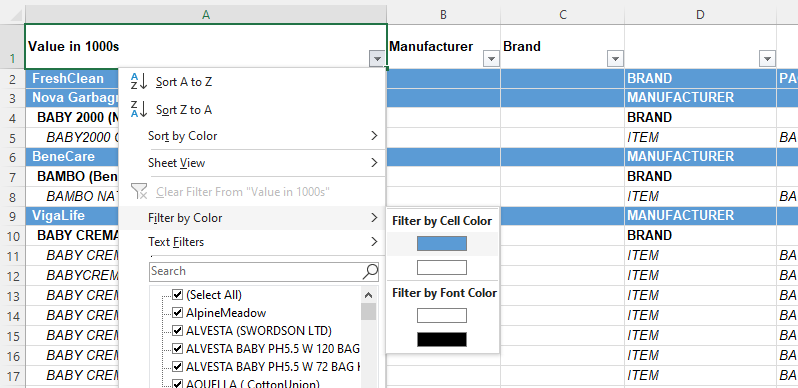 A B C D
1 Value in 1000s Manufacturer Brand
2 FreshClean BRAND PA
3 Nova Garbag MANUFACTURER
4 BABY 2000 (N BRAND
5 BABY2000 ITEM BA
6 BeneCare MANUFACTURER
7 BAMBO (Ben BRAND
8 BAMBO NAT ITEM BA
9 VigaLife MANUFACTURER
10 BABY CREMA BRAND
11 BABY CREM ITEM BA
12 BABYCREM ITEM BA
13 BABY CREM ITEM BA
14 BABY CREM ITEM BA
15 BABY CREM ITEM BA
16 BABY CREM ITEM BA
17 BABY CREM ITEM BA
Sort A to Z
Sort Z to A
Sort by Color
Sheet View
Clear Filter From "Value in 1000s"
Filter by Color
Text Filters
Search
(Select All)
AlpineMeadow
ALVESTA (SWORDSON LTD)
ALVESTA BABY PH5.5 W 120 BAG
ALVESTA BABY PH5.5 W 72 BAG
AQUELLA ( CottonUnion)
Filter by Cell Color
Filter by Font Color